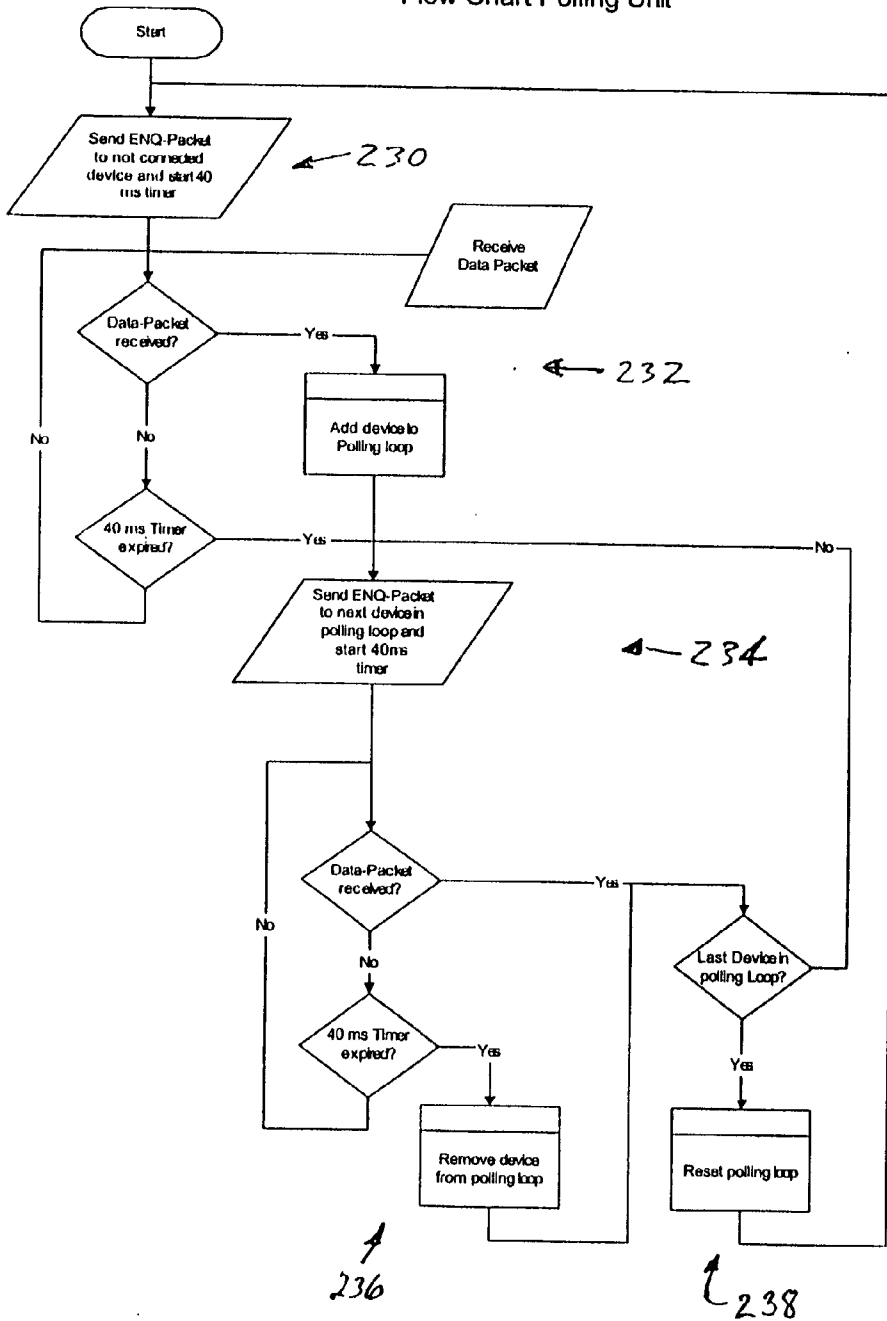 Flow Chart Polling Unit
Start
Send ENQ-Packet
to not connected
device and start 40
ms timer
230
Receive
Data Packet
Data-Packet
received?
Yes
232
Add device to
Polling loop
No
No
40 ms Timer
expired?
Yes
No
Send ENQ-Packet
to next device in
polling loop and
start 40ms
timer
234
Data-Packet
received?
Yes
No
No
Last Device in
polling Loop?
40 ms Timer
expired?
Yes
Yes
Remove device
from polling loop
Reset polling loop
236
238